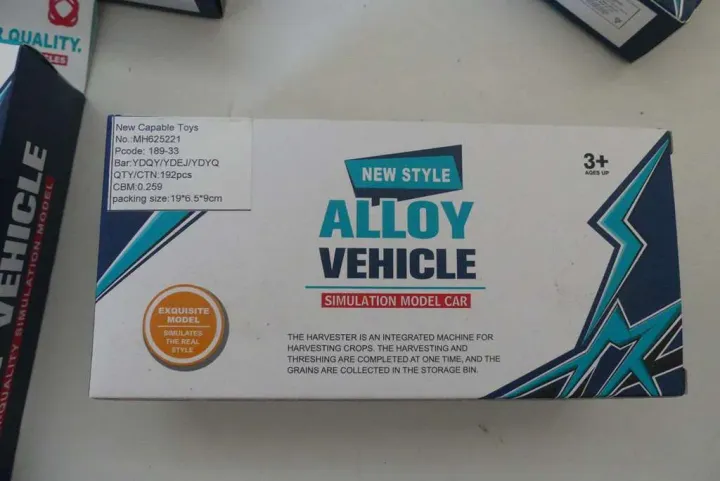 QUALITY.
CLES
VEHICLE
QUALITY SIMULATION MODEL
New Capable Toys
No.:MH625221
Pcode: 189-33
Bar:YDQY/YDEJ/YDYQ
QTY/CTN:192pcs
CBM:0.259
packing size:19*6.5*9cm
NEW STYLE
ALLOY
VEHICLE
SIMULATION MODEL CAR
3+
AGES UP
EXQUISITE
MODEL
SIMULATES
THE REAL
STYLE
THE HARVESTER IS AN INTEGRATED MACHINE FOR
HARVESTING CROPS. THE HARVESTING AND
THRESHING ARE COMPLETED AT ONE TIME, AND THE
GRAINS ARE COLLECTED IN THE STORAGE BIN.